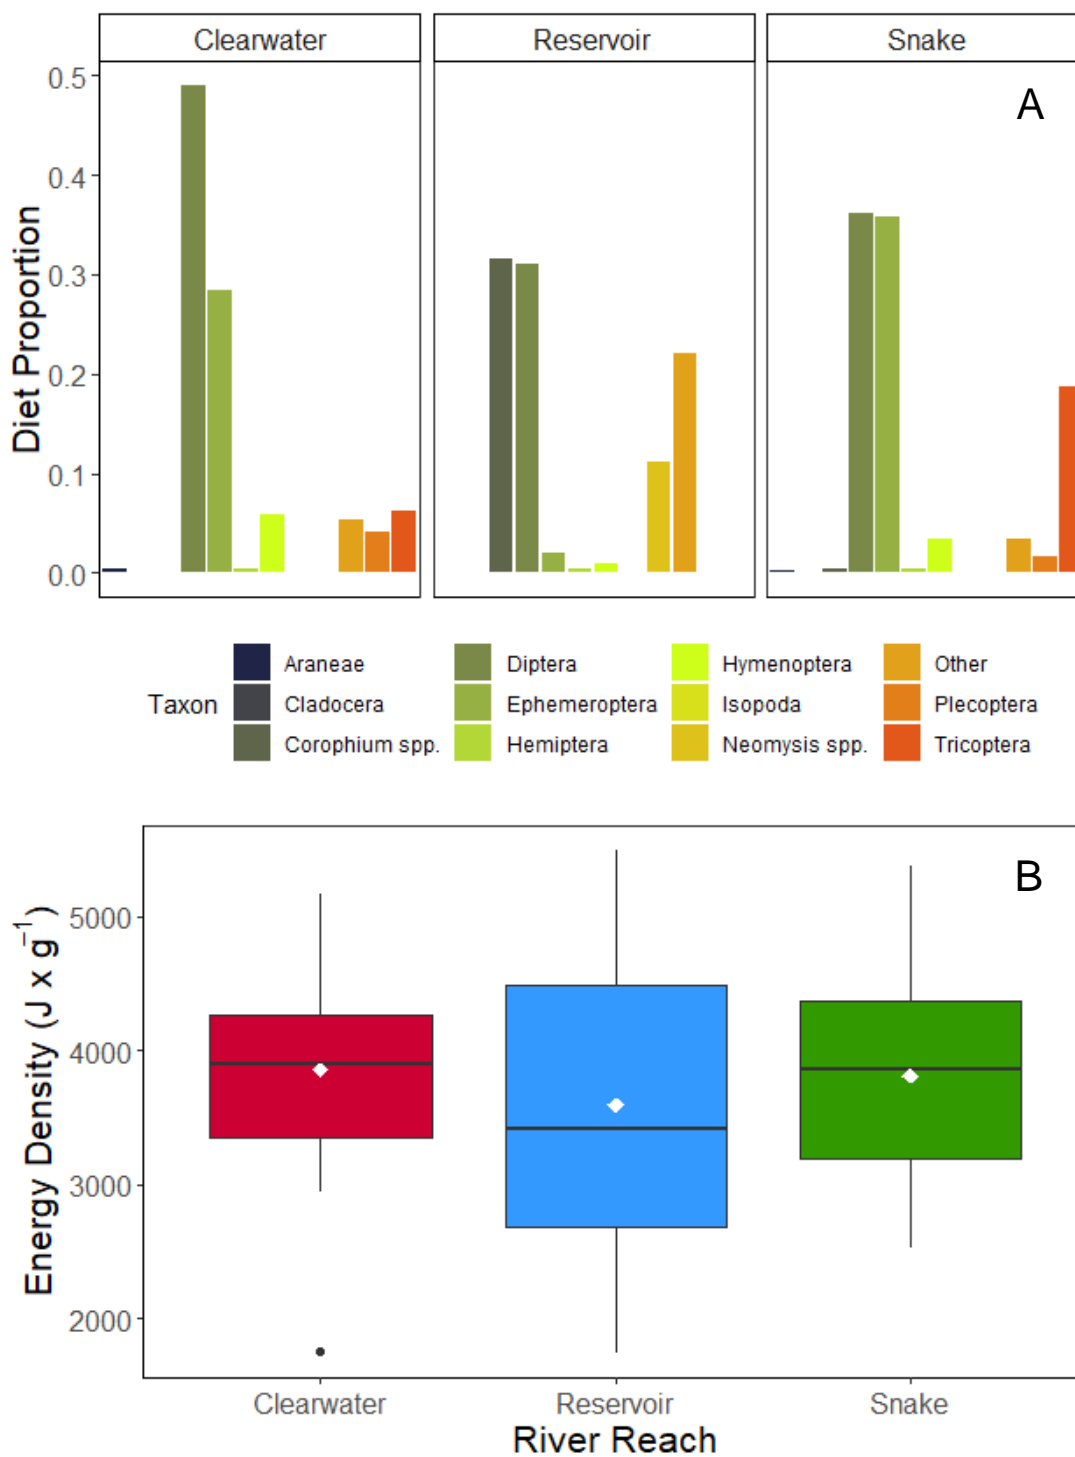 Clearwater Reservoir Snake
A
0.5
0.4
0.3
0.2
0.1
0.0
Diet Proportion
Taxon
Araneae Diptera Hymenoptera Other
Cladocera Ephemeroptera Isopoda Plecoptera
Corophium spp. Hemiptera Neomysis spp. Tricoptera
B
5000
4000
3000
2000
Energy Density (J x g⁻¹)
Clearwater Reservoir Snake
River Reach